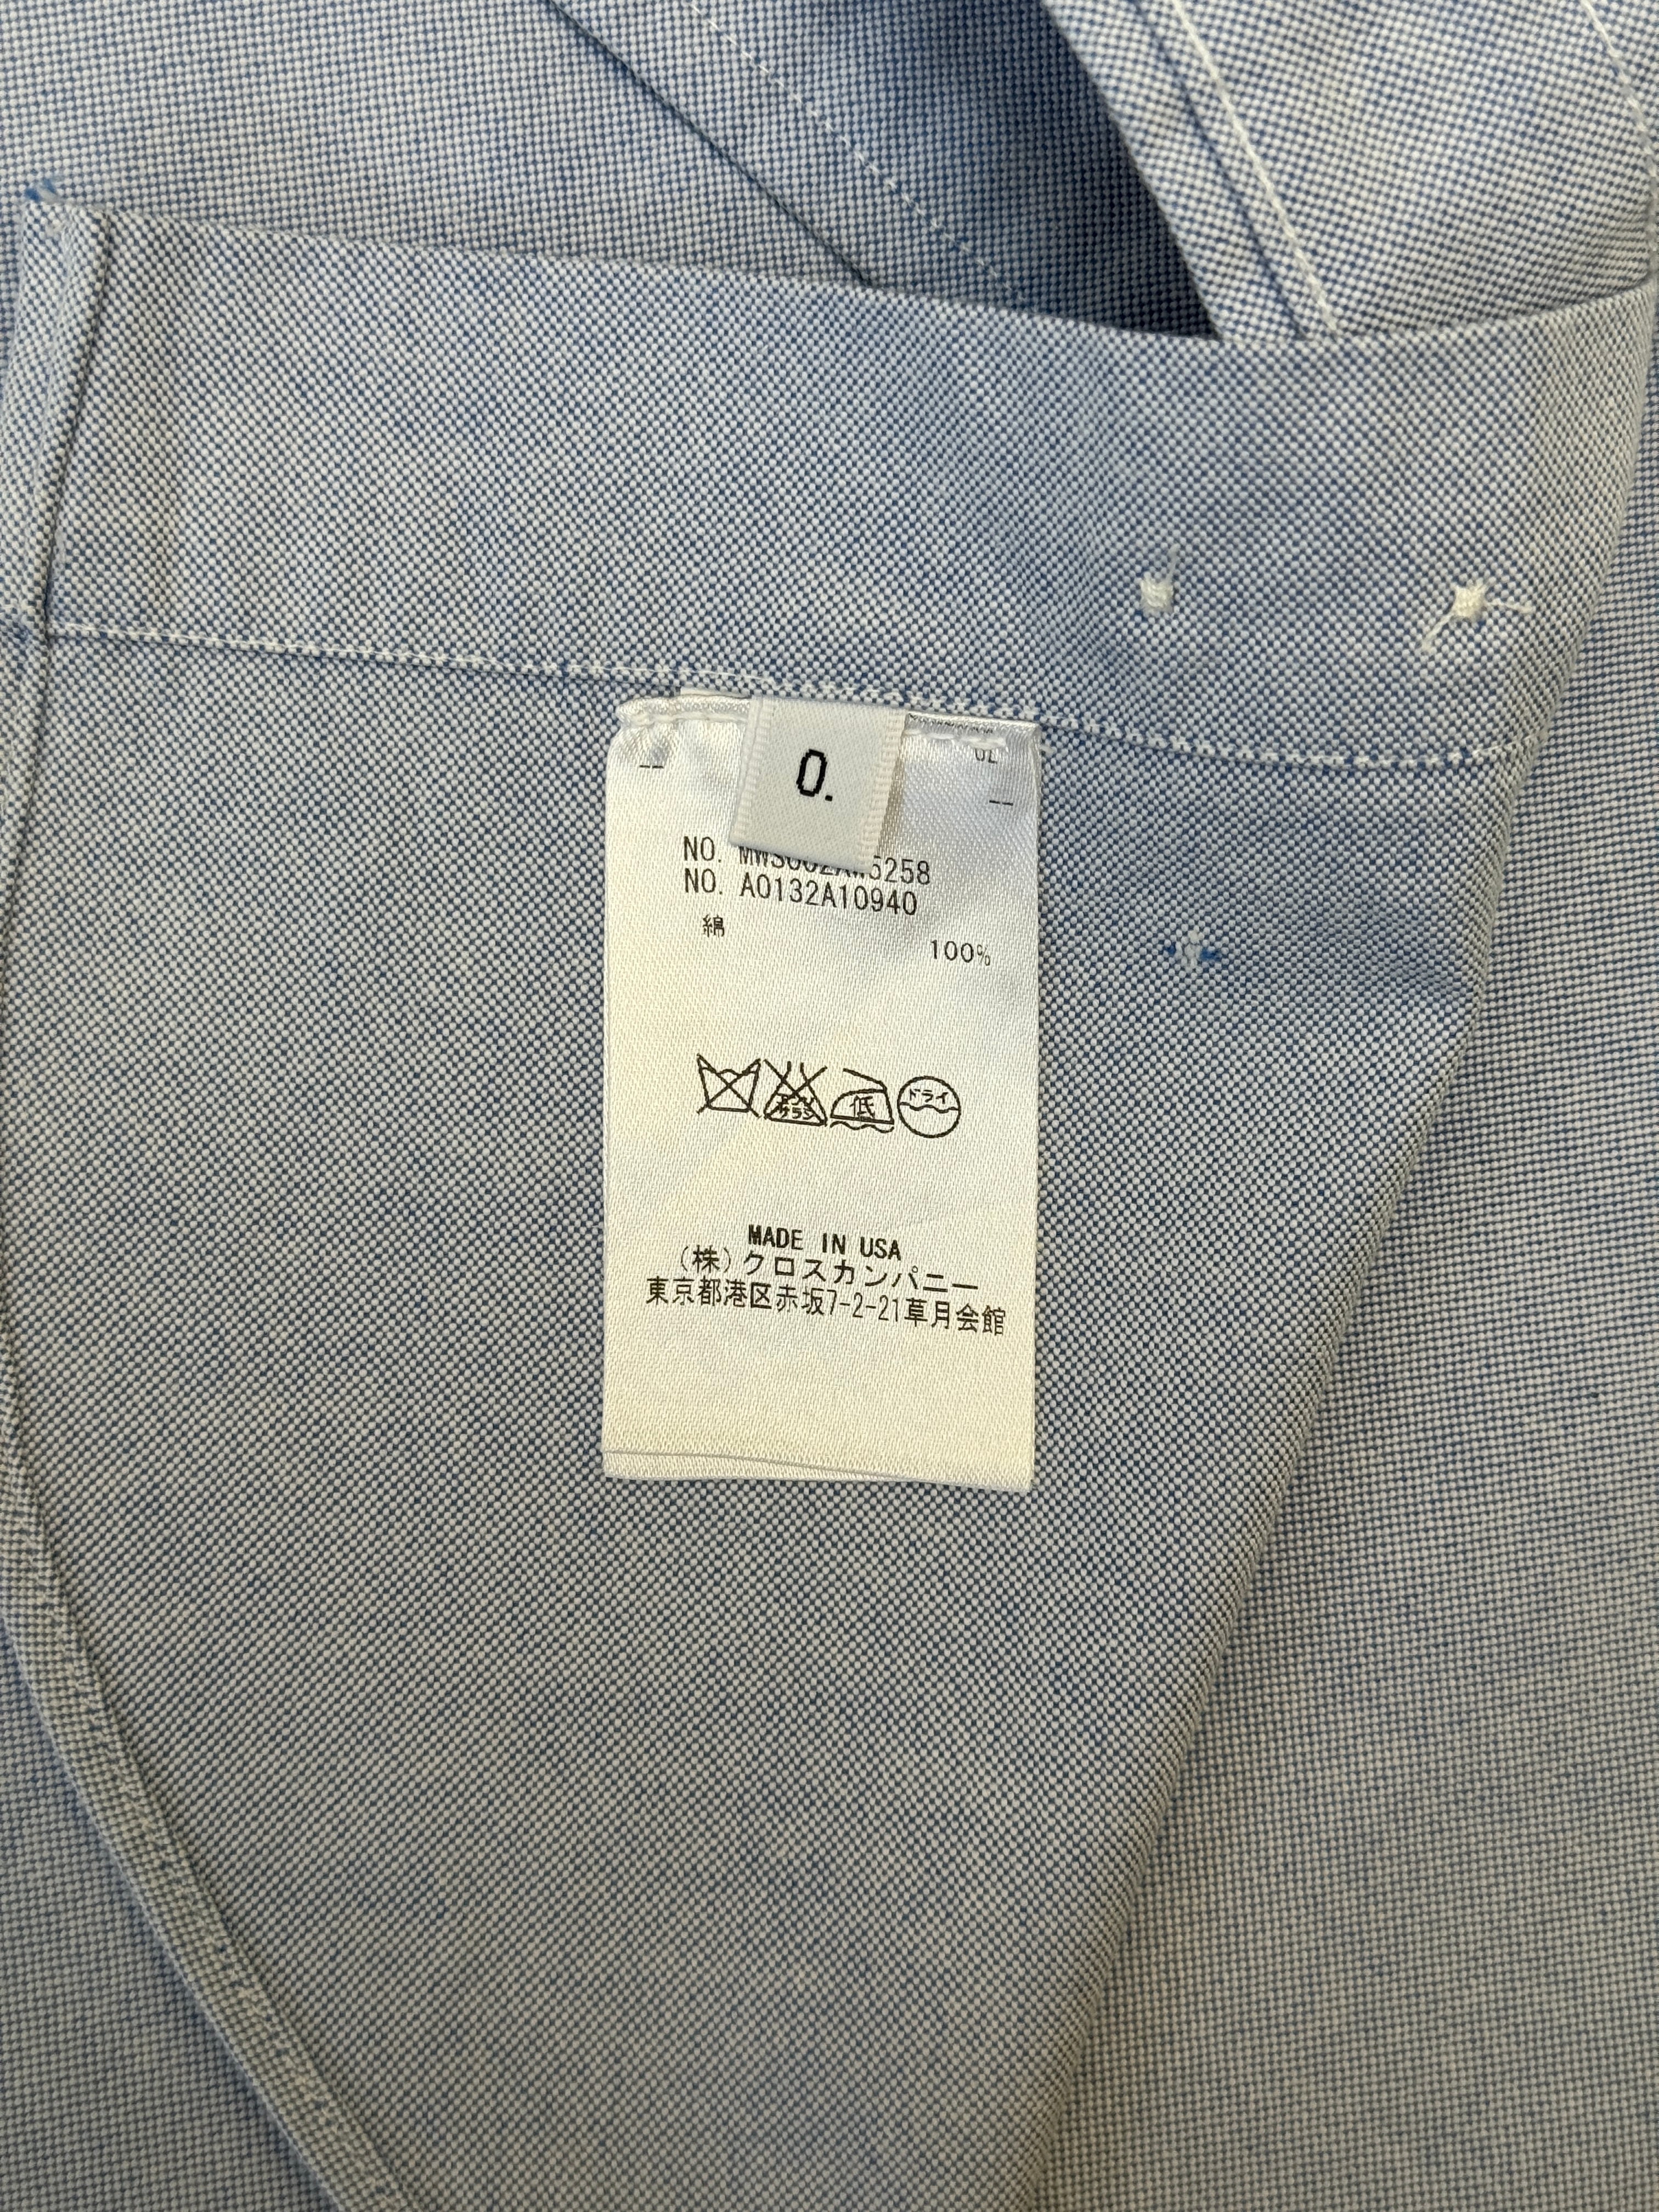 0.
NO.
NO. A0132A10940
綿
100%
低
ドライ
MADE IN USA
(株)クロスカンパニー
東京都港区赤坂7-2-21草月会館